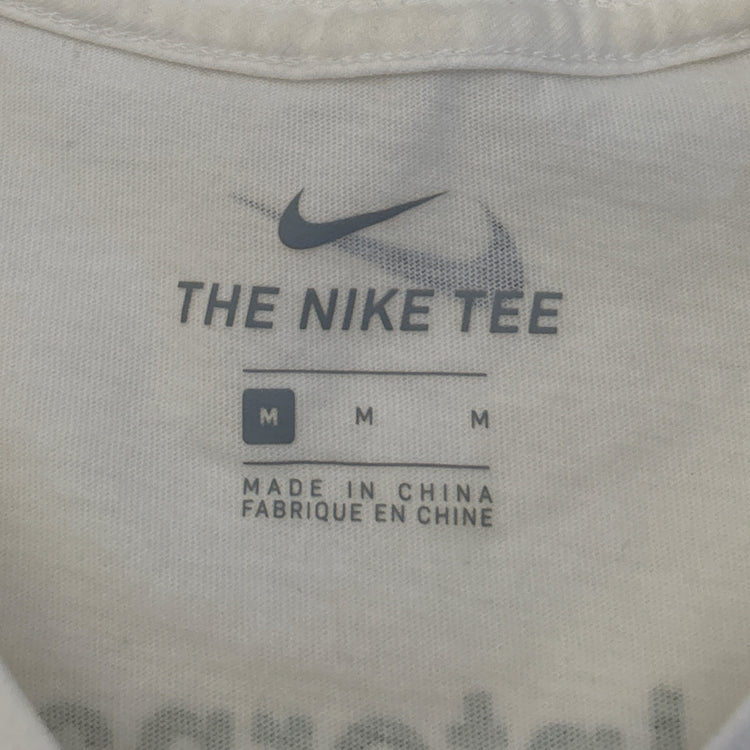 THE NIKE TEE
M M M
MADE IN CHINA
FABRIQUE EN CHINE